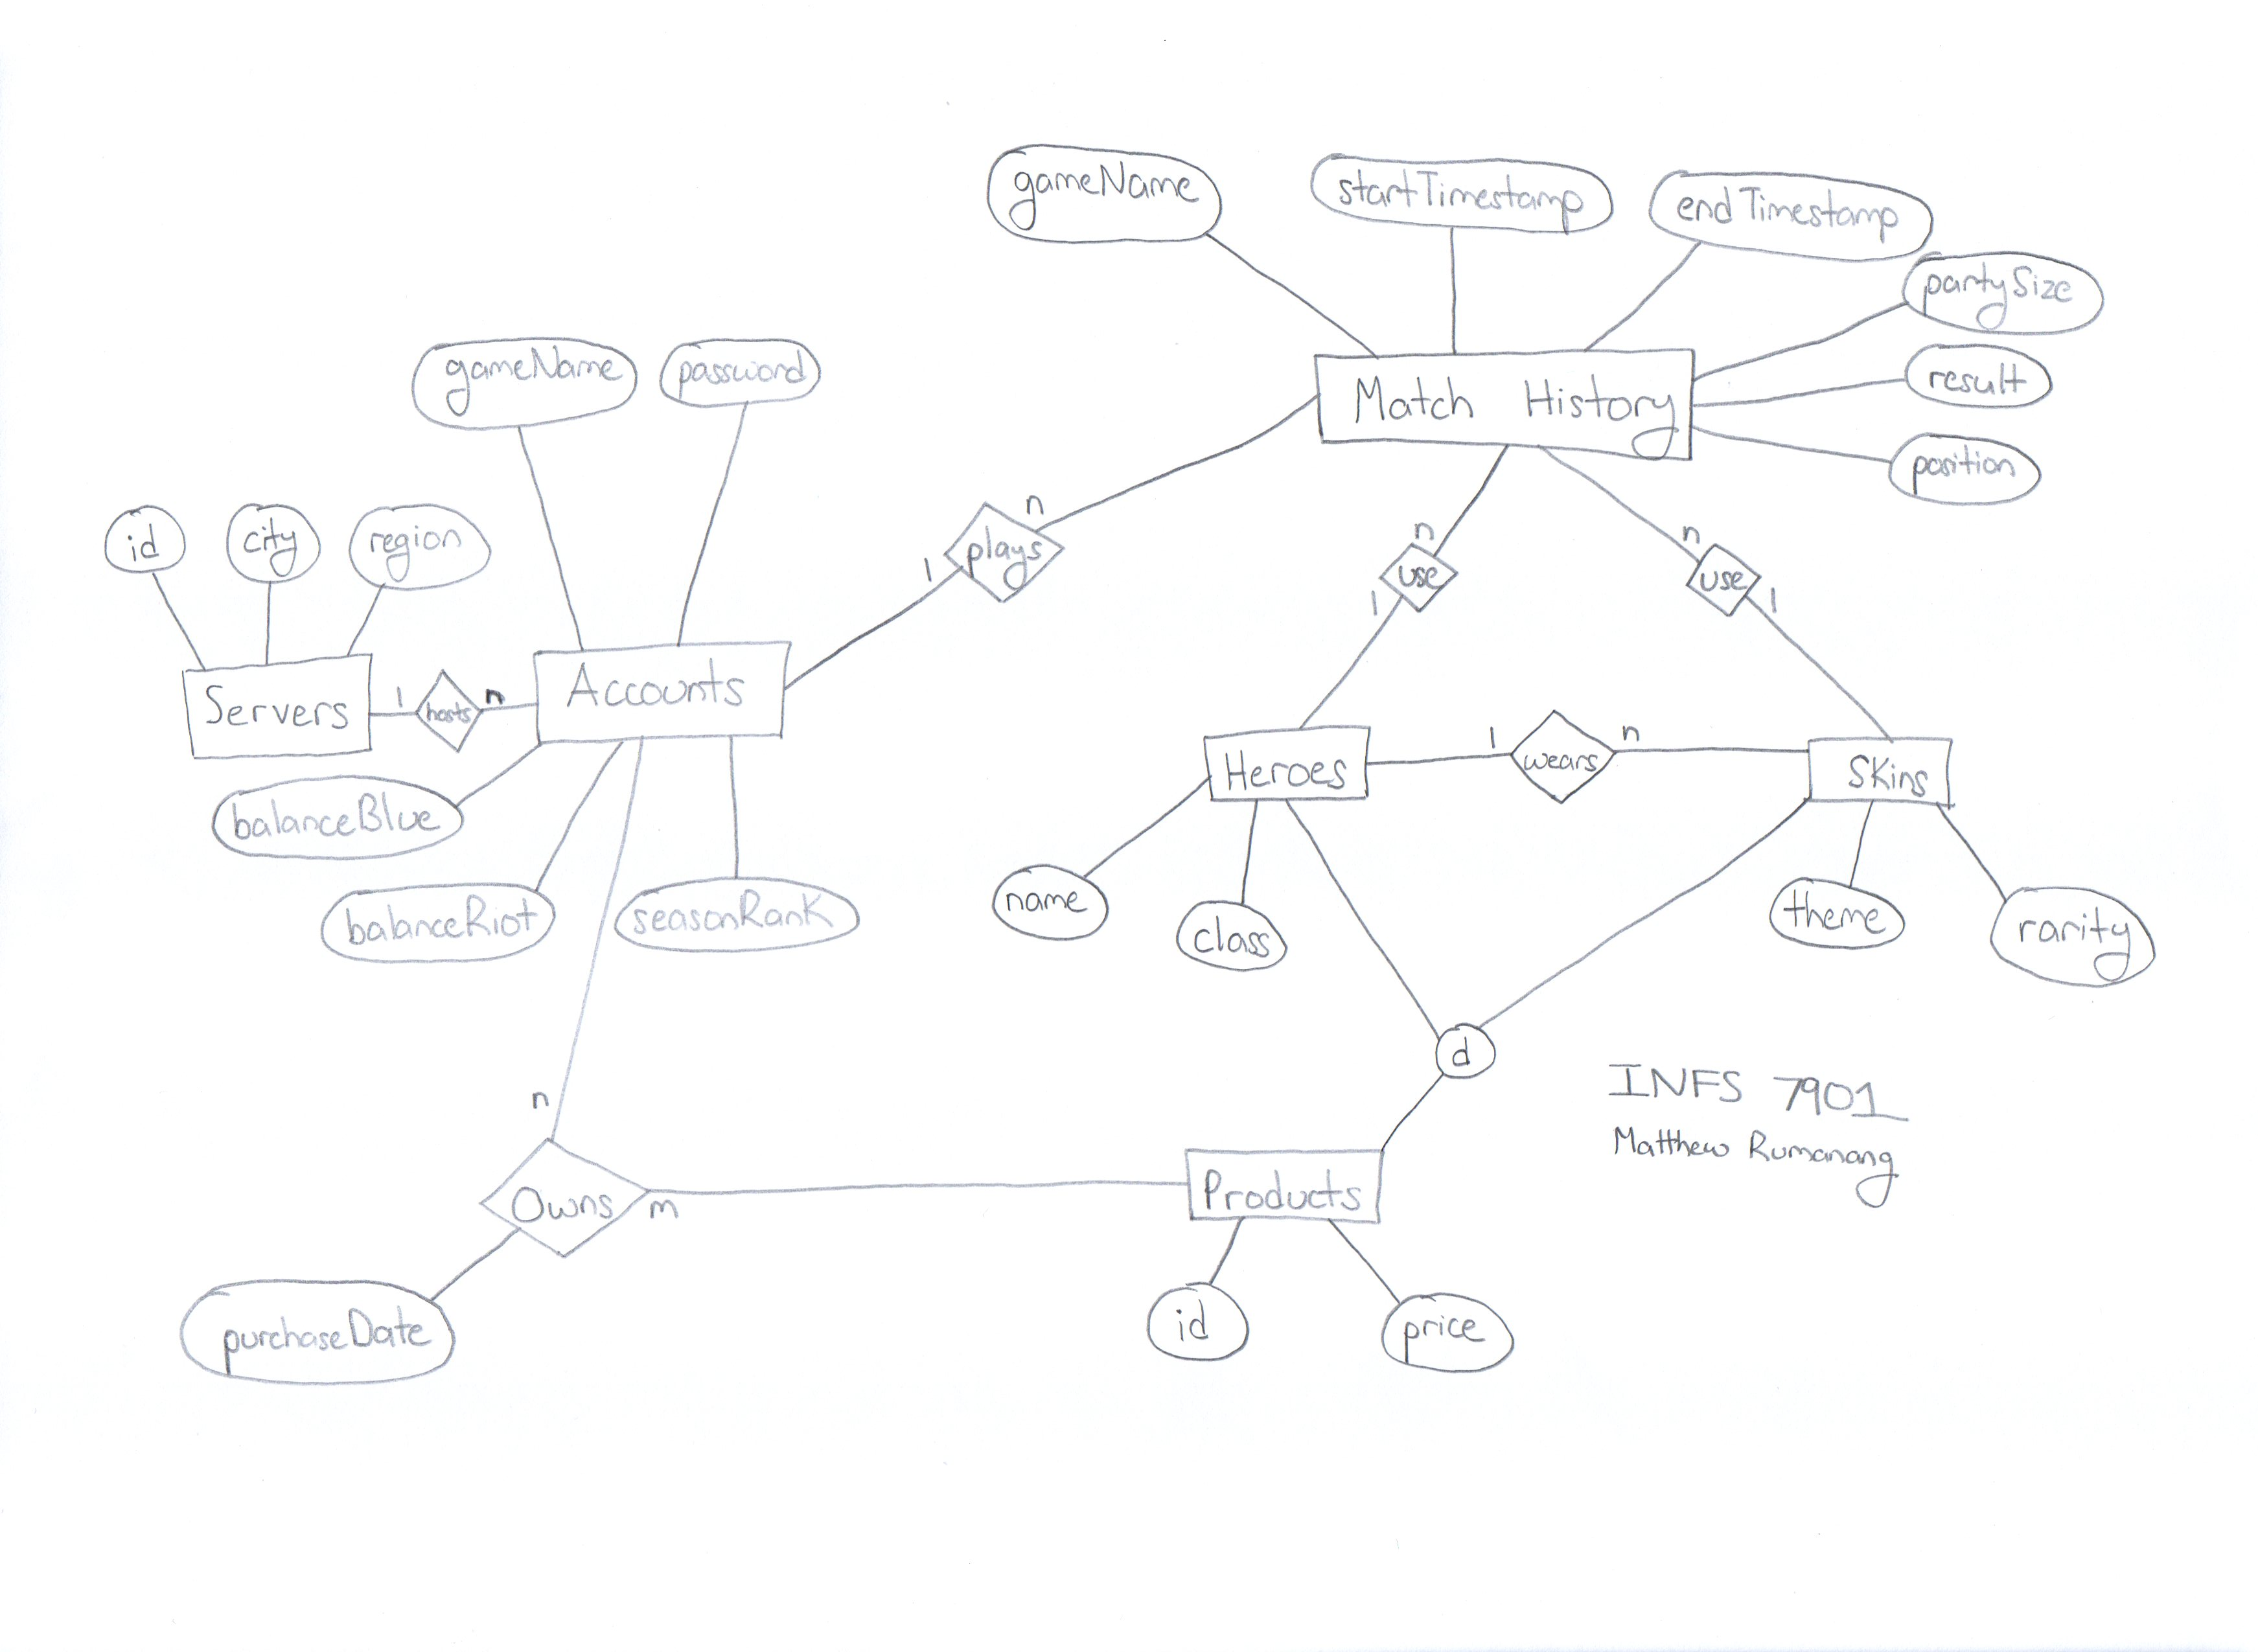 gameName
startTimestamp
endTimestamp
partySize
result
position
Match History
gameName
password
id
city
region
Servers
1
hosts
n
Accounts
1
plays
n
n
use
1
n
use
1
balanceBlue
balanceRiot
seasonRank
Heroes
1
wears
n
Skins
name
class
theme
rarity
d
n
Owns
m
purchaseDate
Products
id
price
INFS 7901
Matthew Rumanang